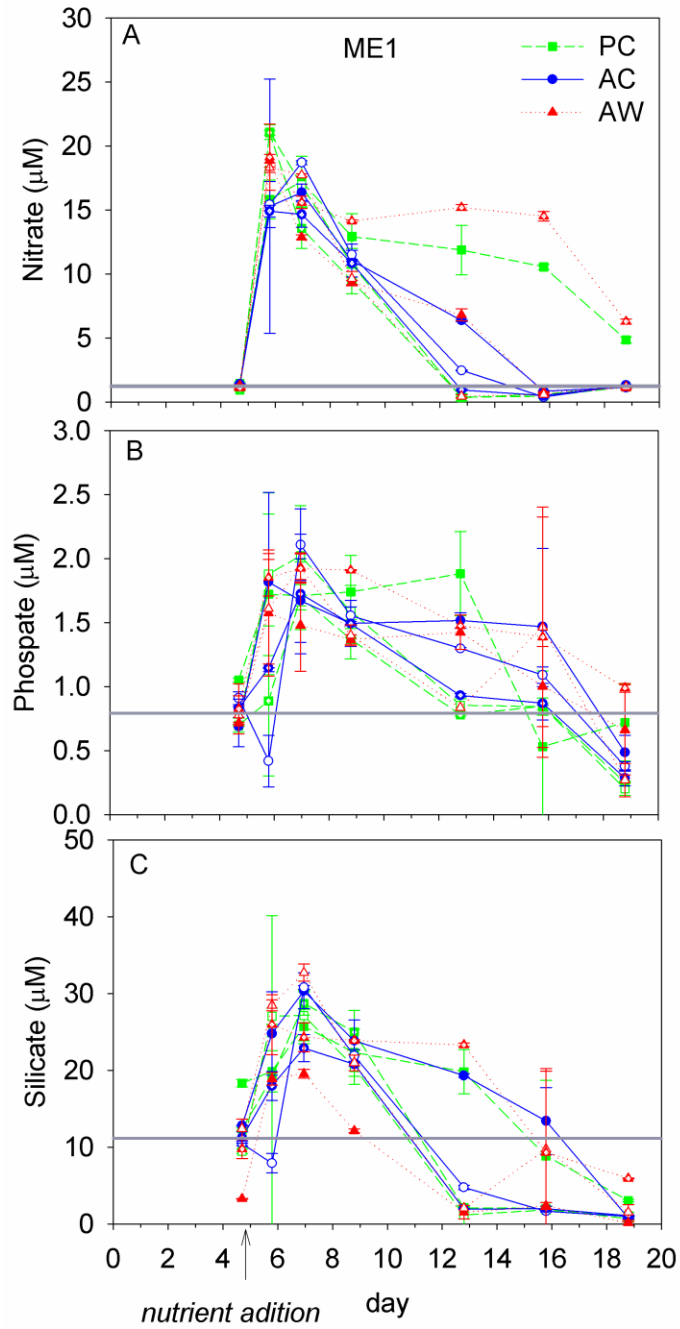 A
ME1
PC
AC
AW
30
25
20
15
10
5
0
Nitrate (μM)
B
3.0
2.5
2.0
1.5
1.0
0.5
0.0
Phospate (μM)
C
50
40
30
20
10
0
Silicate (μM)
0 2 4 6 8 10 12 14 16 18 20
day
nutrient adition